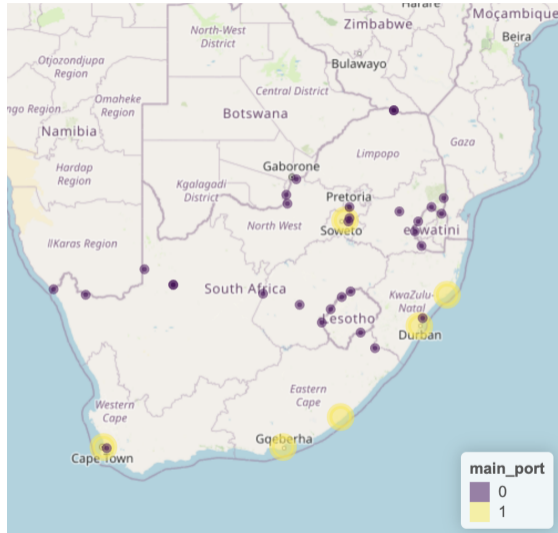 Harare
Zimbabwe
Moçambique
North-West
District
Beira
Otjozondjupa
Region
Bulawayo
Central District
Omaheke
Region
ngo Region
Botswana
Namibia
Limpopo
Gaza
Hardap
Region
Gaborone
Kgalagadi
District
Pretoria
North West
Soweto
eswatini
IIKaras Region
South Africa
KwaZulu-
Natal
Lesotho
Durban
Eastern
Cape
Western
Cape
Gqeberha
Cape Town
main_port
0
1